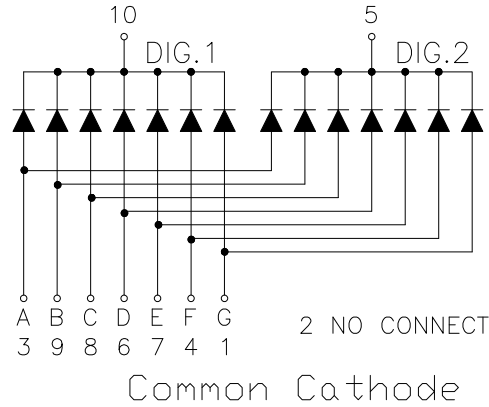 10 5
DIG.1 DIG.2
A B C D E F G
3 9 8 6 7 4 1
2 NO CONNECT
Common Cathode